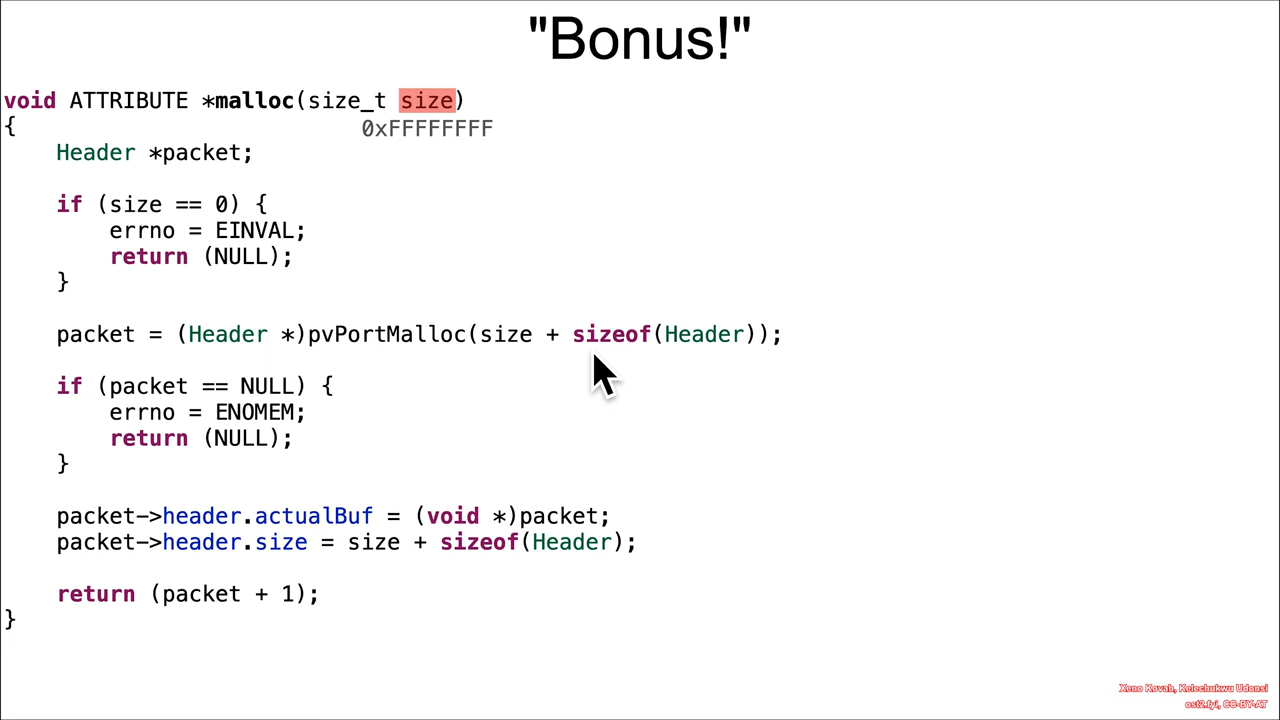 "Bonus!"
void ATTRIBUTE *malloc(size_t size)
{ 0xFFFFFFFF
    Header *packet;
    if (size == 0) {
        errno = EINVAL;
        return (NULL);
    }
    packet = (Header *)pvPortMalloc(size + sizeof(Header));
    if (packet == NULL) {
        errno = ENOMEM;
        return (NULL);
    }
    packet->header.actualBuf = (void *)packet;
    packet->header.size = size + sizeof(Header);
    return (packet + 1);
}
Xeno Kovah, Kelechukwu Udonsi
ost2.fyi, CC-BY-AT